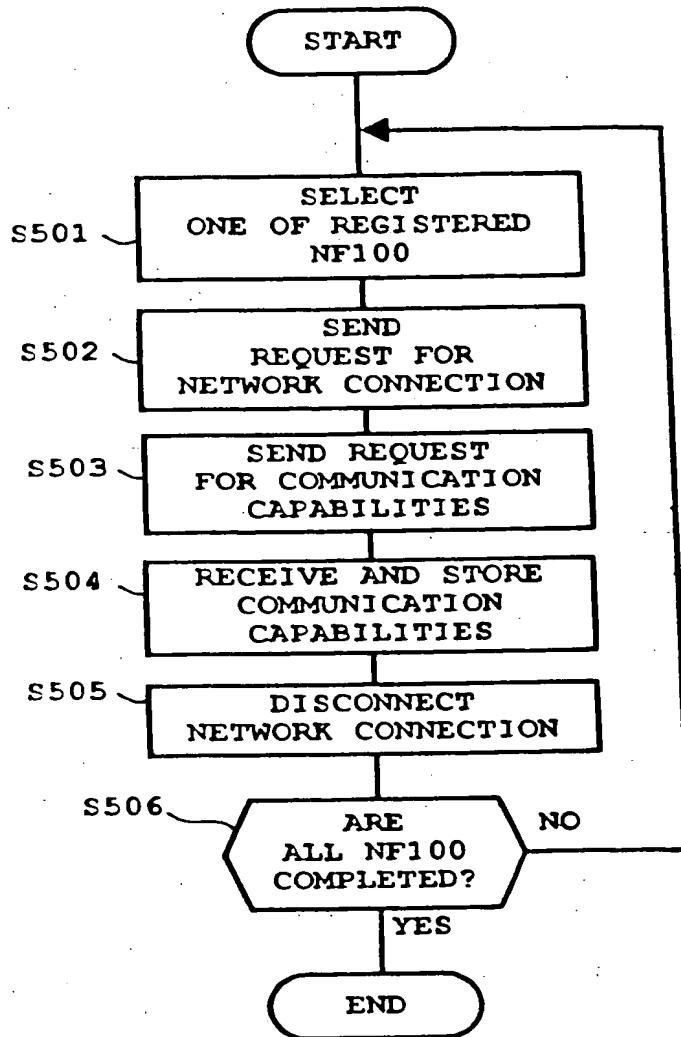 START
SELECT
ONE OF REGISTERED
NF100
S501
SEND
REQUEST FOR
NETWORK CONNECTION
S502
SEND REQUEST
FOR COMMUNICATION
CAPABILITIES
S503
RECEIVE AND STORE
COMMUNICATION
CAPABILITIES
S504
DISCONNECT
NETWORK CONNECTION
S505
ARE
ALL NF100
COMPLETED?
S506
NO
YES
END